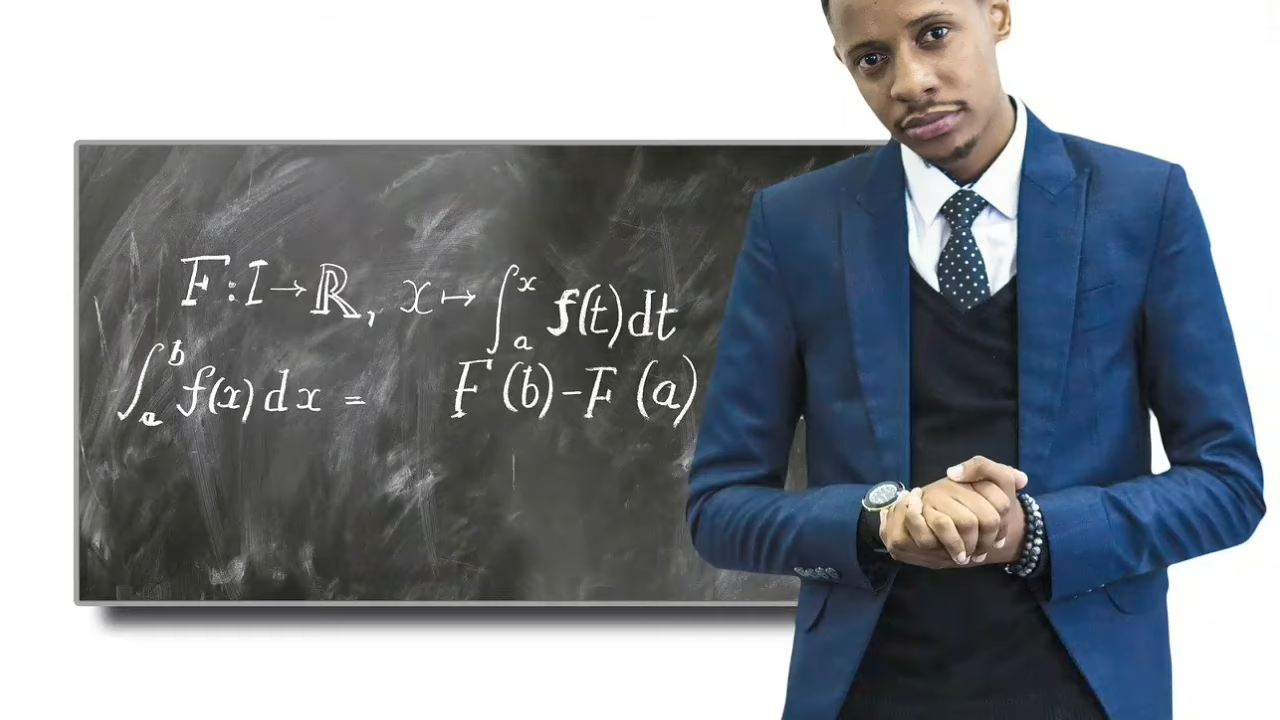 F : I → ℝ, x ↦ ∫ₐˣ f(t)dt
∫ₐᵇ f(x)dx = F(b)-F(a)